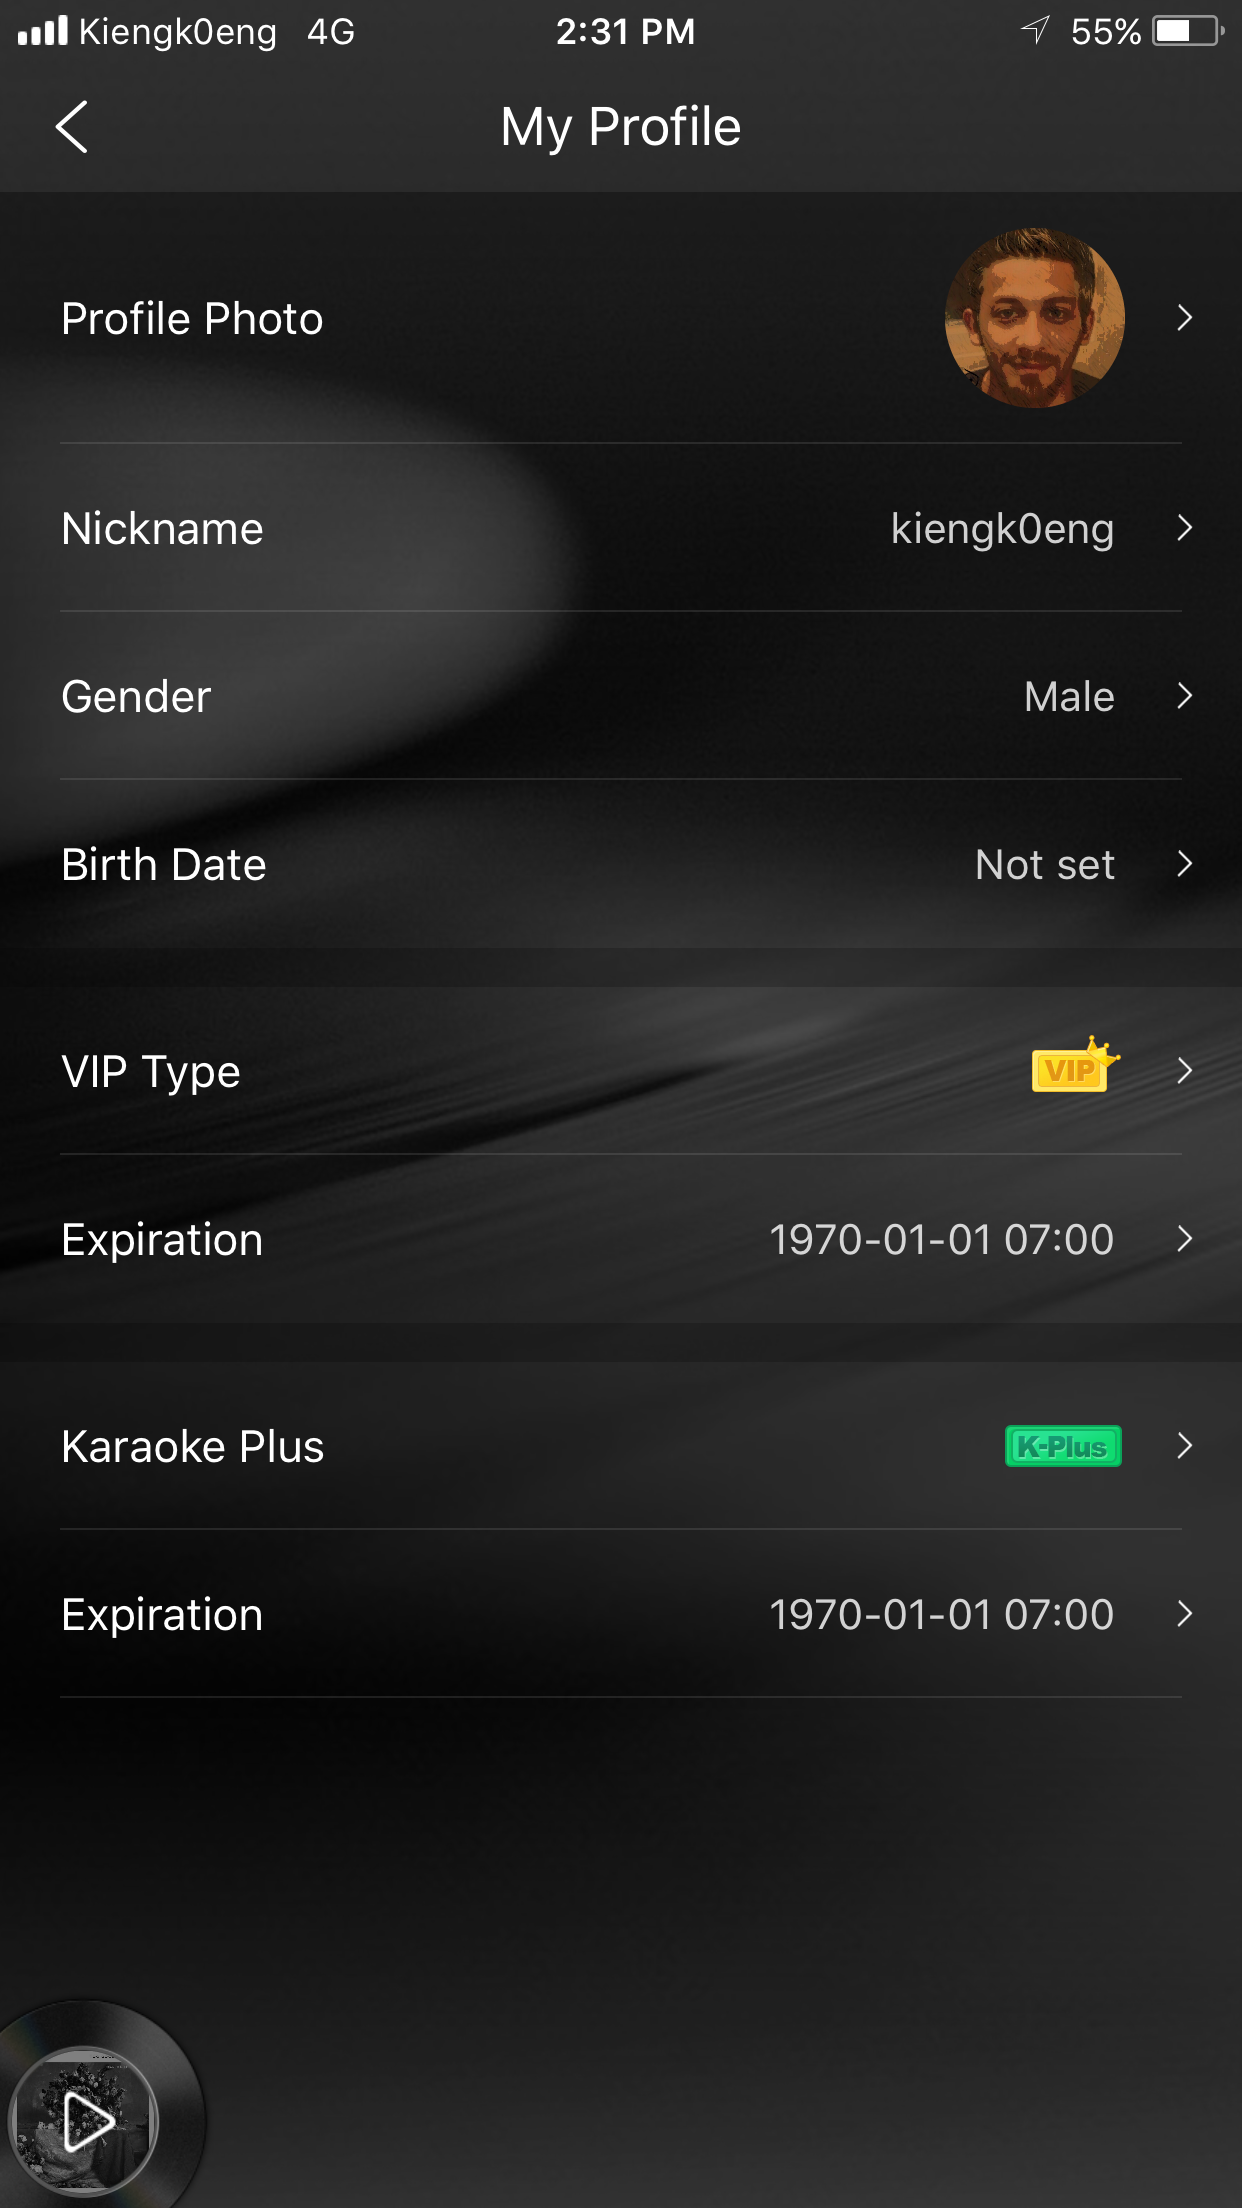 Kiengk0eng 4G 2:31 PM 55%
My Profile
Profile Photo
Nickname kiengk0eng
Gender Male
Birth Date Not set
VIP Type VIP
Expiration 1970-01-01 07:00
Karaoke Plus K-Plus
Expiration 1970-01-01 07:00